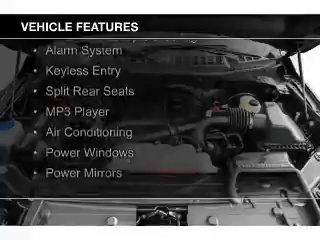 VEHICLE FEATURES
• Alarm System
• Keyless Entry
• Split Rear Seats
• MP3 Player
• Air Conditioning
• Power Windows
• Power Mirrors